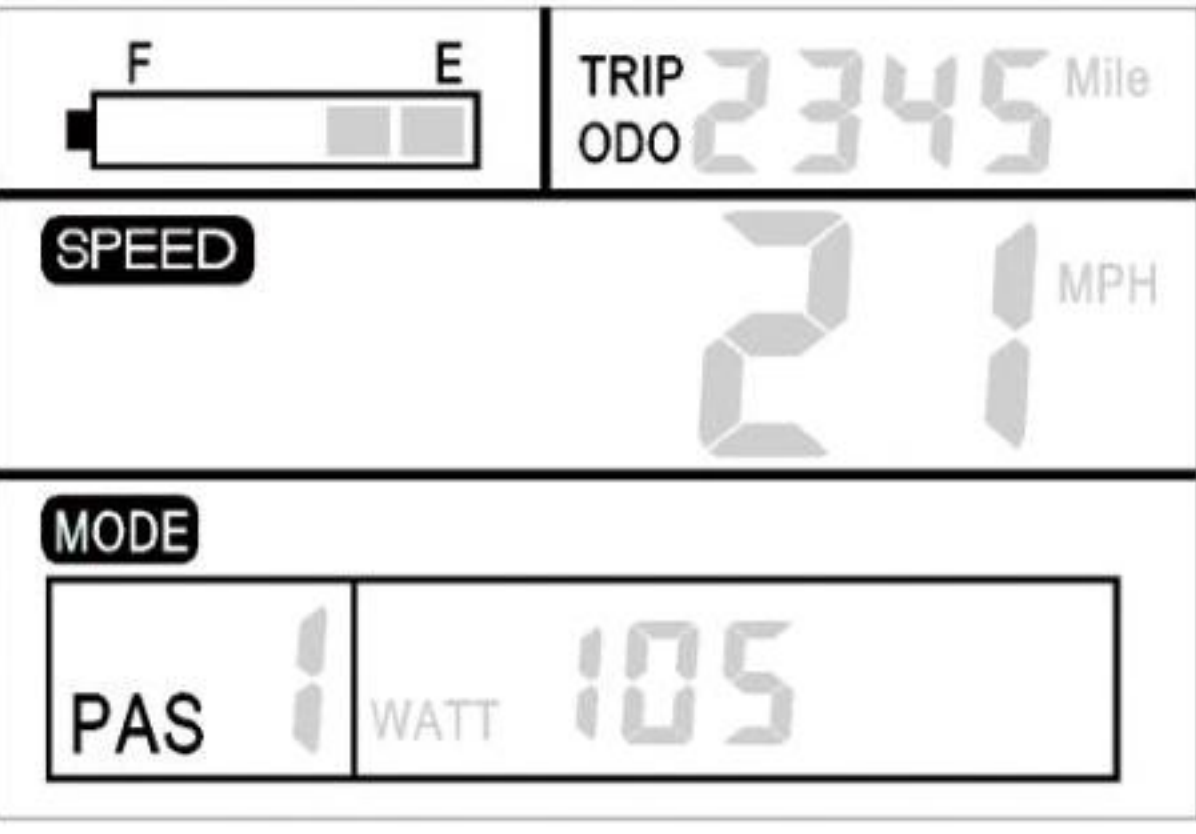 F E
TRIP 2345 Mile
ODO
SPEED
21 MPH
MODE
PAS 1 WATT 105